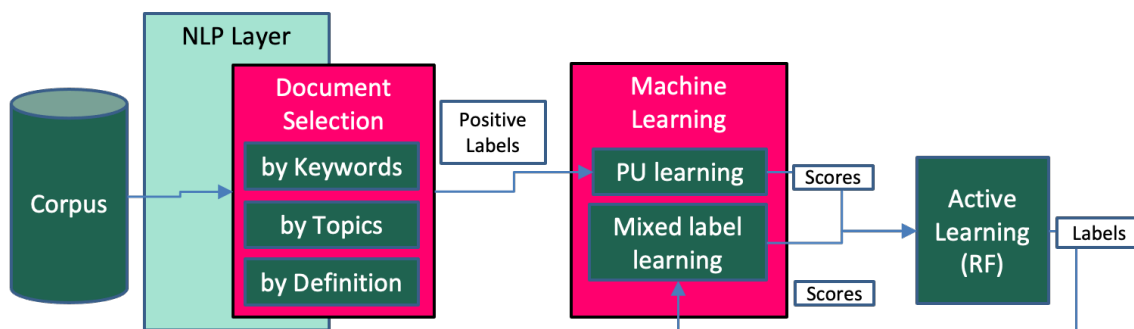 NLP Layer
Corpus
Document
Selection
by Keywords
by Topics
by Definition
Positive
Labels
Machine
Learning
PU learning
Mixed label
learning
Scores
Scores
Active
Learning
(RF)
Labels